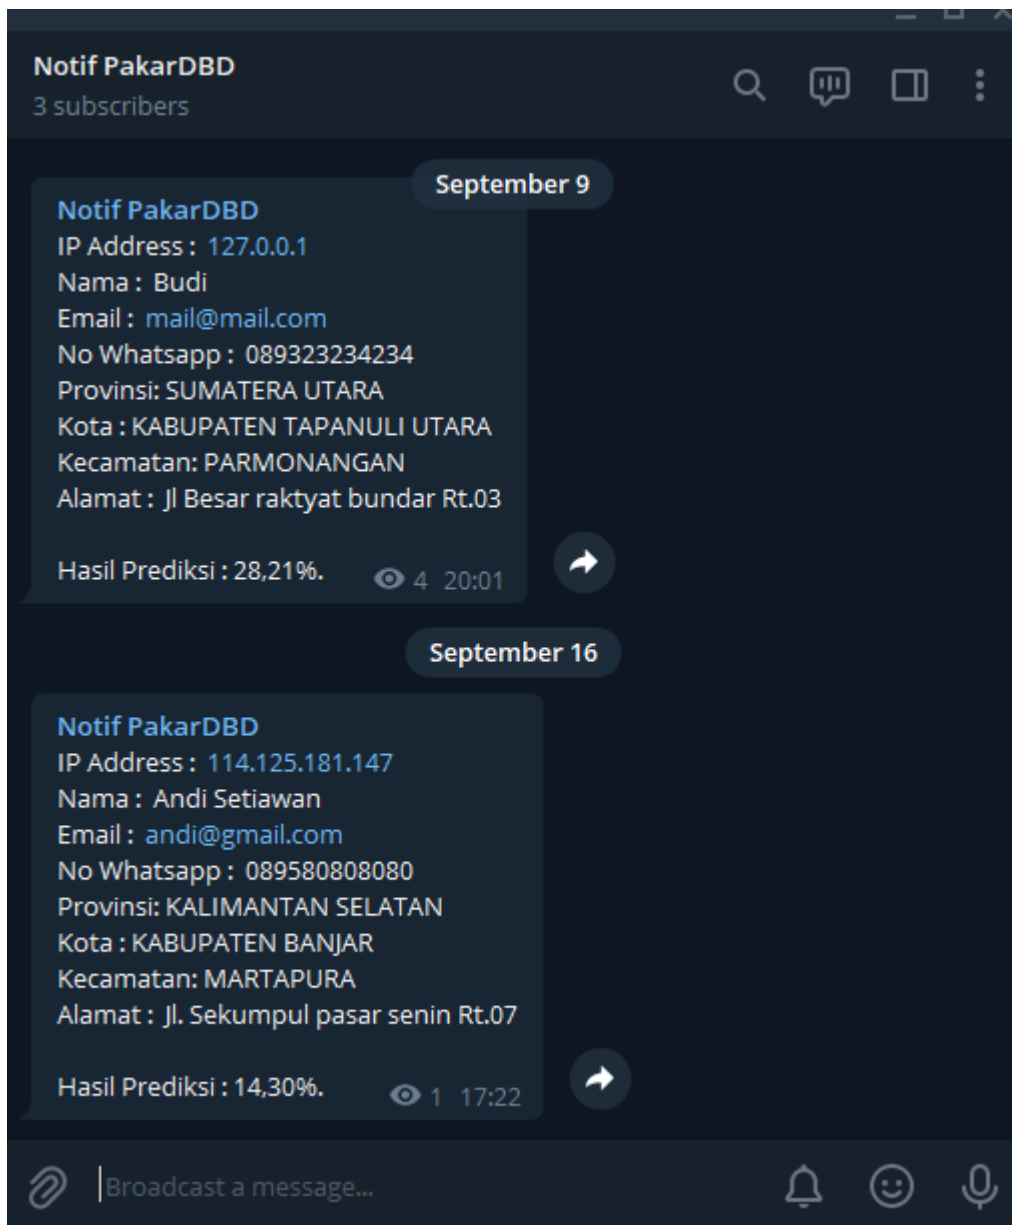 Notif PakarDBD
3 subscribers
September 9
Notif PakarDBD
IP Address : 127.0.0.1
Nama : Budi
Email : mail@mail.com
No Whatsapp : 089323234234
Provinsi: SUMATERA UTARA
Kota : KABUPATEN TAPANULI UTARA
Kecamatan: PARMONANGAN
Alamat : Jl Besar raktyat bundar Rt.03
Hasil Prediksi : 28,21%.
4 20:01
September 16
Notif PakarDBD
IP Address : 114.125.181.147
Nama : Andi Setiawan
Email : andi@gmail.com
No Whatsapp : 089580808080
Provinsi: KALIMANTAN SELATAN
Kota : KABUPATEN BANJAR
Kecamatan: MARTAPURA
Alamat : Jl. Sekumpul pasar senin Rt.07
Hasil Prediksi : 14,30%.
1 17:22
Broadcast a message...